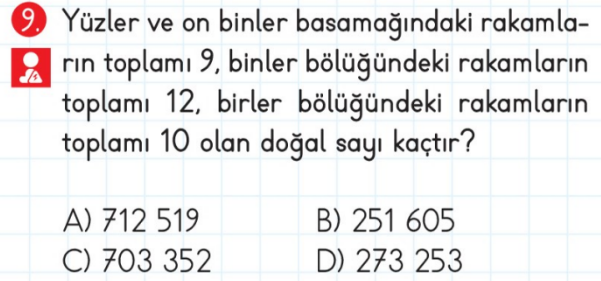 9. Yüzler ve on binler basamağındaki rakamla-
rın toplamı 9, binler bölüğündeki rakamların
toplamı 12, birler bölüğündeki rakamların
toplamı 10 olan doğal sayı kaçtır?
A) 712 519 B) 251 605
C) 703 352 D) 273 253